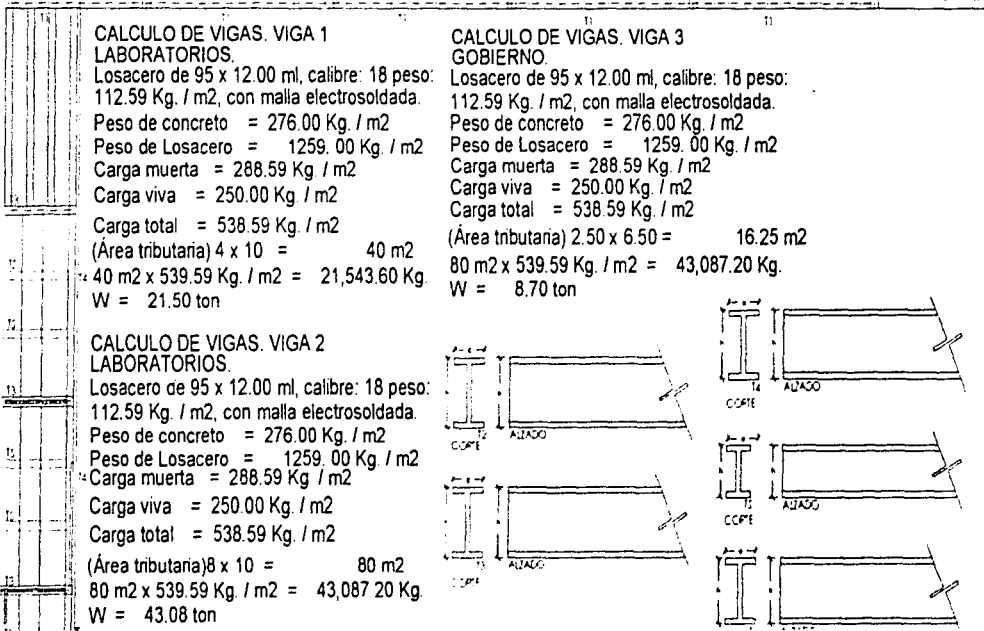 CALCULO DE VIGAS. VIGA 1
LABORATORIOS.
Losacero de 95 x 12.00 ml, calibre: 18 peso:
112.59 Kg. / m2, con malla electrosoldada.
Peso de concreto = 276.00 Kg. / m2
Peso de Losacero = 1259. 00 Kg. / m2
Carga muerta = 288.59 Kg. / m2
Carga viva = 250.00 Kg. / m2
Carga total = 538.59 Kg. / m2
(Área tributaria) 4 x 10 = 40 m2
40 m2 x 539.59 Kg. / m2 = 21,543.60 Kg.
W = 21.50 ton
CALCULO DE VIGAS. VIGA 2
LABORATORIOS.
Losacero de 95 x 12.00 ml, calibre: 18 peso:
112.59 Kg. / m2, con malla electrosoldada.
Peso de concreto = 276.00 Kg. / m2
Peso de Losacero = 1259. 00 Kg. / m2
Carga muerta = 288.59 Kg. / m2
Carga viva = 250.00 Kg. / m2
Carga total = 538.59 Kg. / m2
(Área tributaria)8 x 10 = 80 m2
80 m2 x 539.59 Kg. / m2 = 43,087.20 Kg.
W = 43.08 ton
CALCULO DE VIGAS. VIGA 3
GOBIERNO.
Losacero de 95 x 12.00 ml, calibre: 18 peso:
112.59 Kg. / m2, con malla electrosoldada.
Peso de concreto = 276.00 Kg. / m2
Peso de Losacero = 1259. 00 Kg. / m2
Carga muerta = 288.59 Kg. / m2
Carga viva = 250.00 Kg. / m2
Carga total = 538.59 Kg. / m2
(Área tributaria) 2.50 x 6.50 = 16.25 m2
80 m2 x 539.59 Kg. / m2 = 43,087.20 Kg.
W = 8.70 ton
T2
CORTE
ALZADO
T3
CORTE
ALZADO
T4
CORTE
ALZADO
CORTE
ALZADO